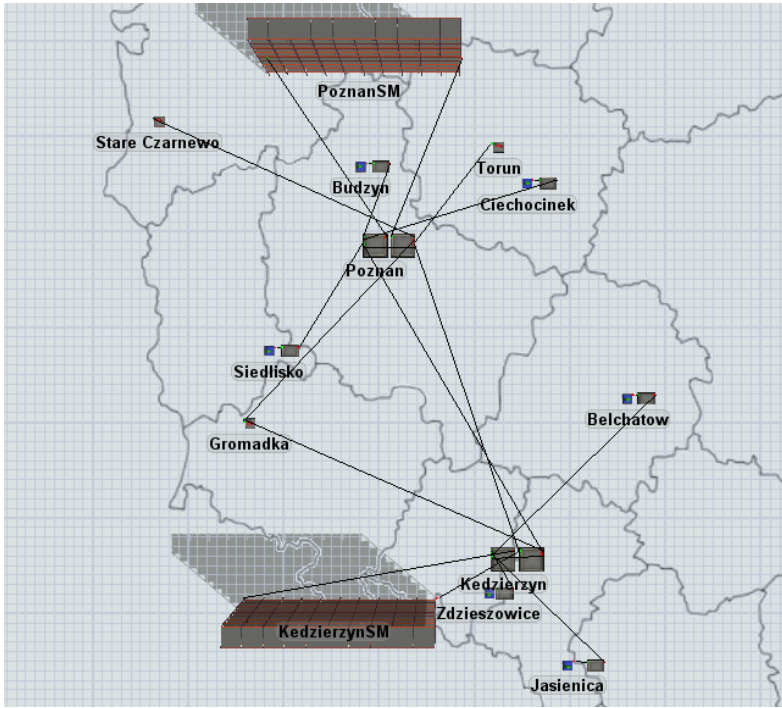 PoznanSM
Stare Czarnewo
Torun
Budzyn
Ciechocinek
Poznan
Siedlisko
Belchatow
Gromadka
Kedzierzyn
Zdzieszowice
KedzierzynSM
Jasienica